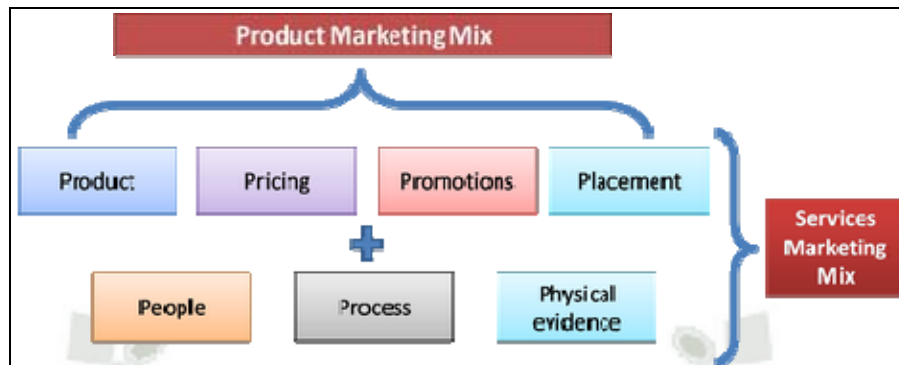 Product Marketing Mix
Product
Pricing
Promotions
Placement
Services
Marketing
Mix
People
Process
Physical
evidence